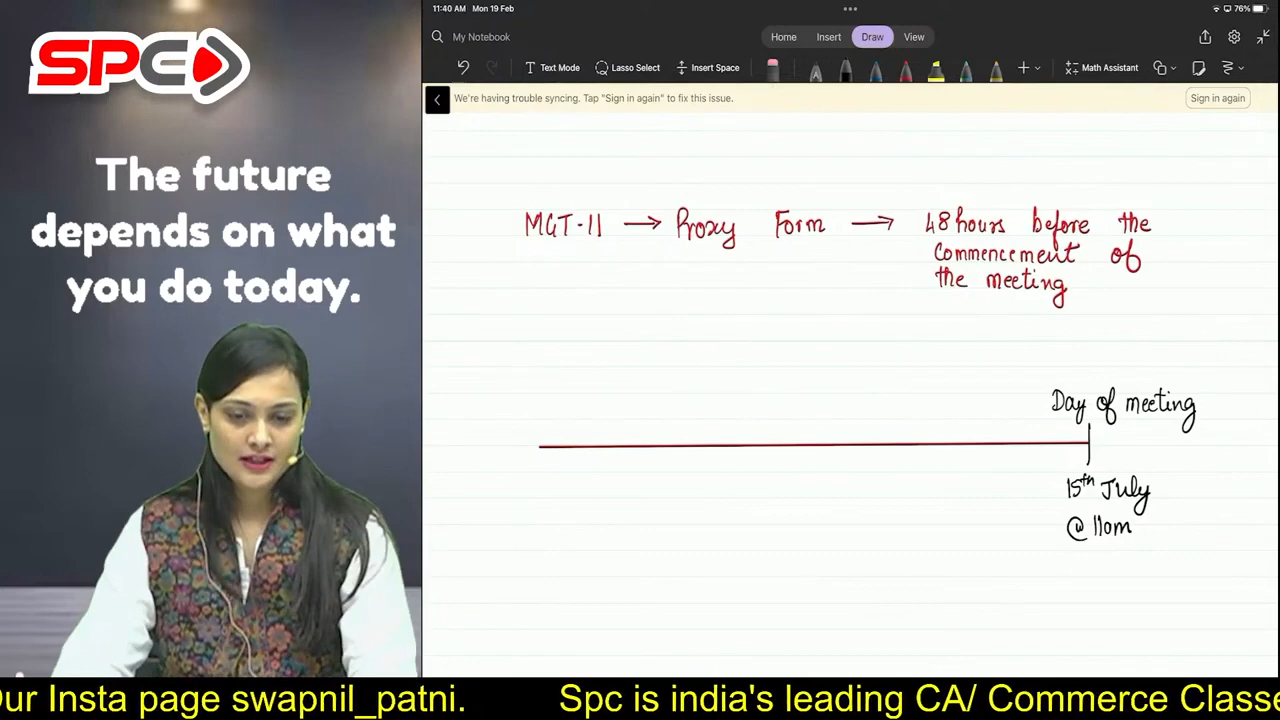 11:40 AM Mon 19 Feb
76%
SPC
My Notebook
Home Insert Draw View
Text Mode Lasso Select Insert Space Math Assistant
We're having trouble syncing. Tap "Sign in again" to fix this issue.
Sign in again
The future
depends on what
you do today.
MGT-11 → Proxy Form → 48 hours before the
commencement of
the meeting
Day of meeting
15th July
@ 11am
Our Insta page swapnil_patni. Spc is india's leading CA/ Commerce Classe